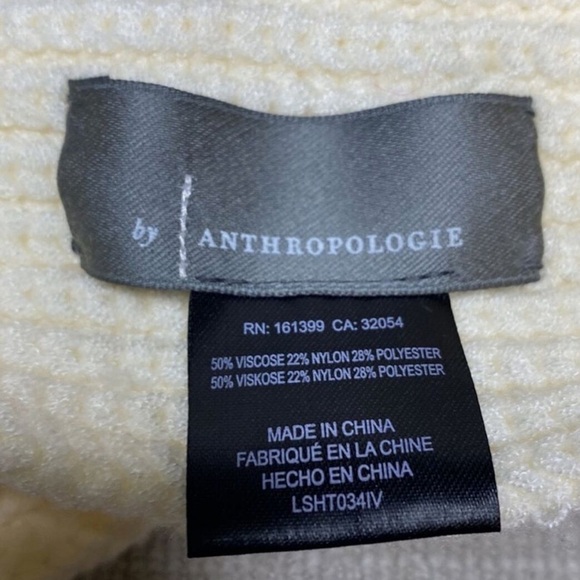 by | ANTHROPOLOGIE
RN: 161399 CA: 32054
50% VISCOSE 22% NYLON 28% POLYESTER
50% VISKOSE 22% NYLON 28% POLYESTER
MADE IN CHINA
FABRIQUÉ EN LA CHINE
HECHO EN CHINA
LSHT034IV